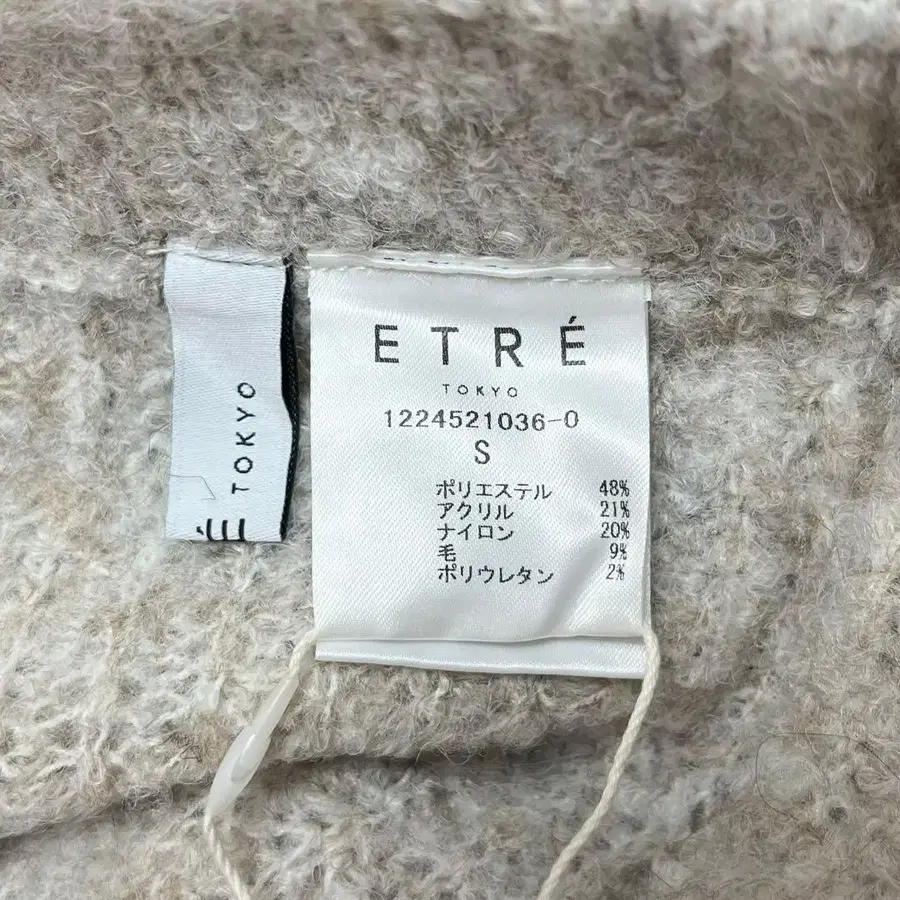 ETRÉ
TOKYO
1224521036-0
S
ポリエステル 48%
アクリル 21%
ナイロン 20%
毛 9%
ポリウレタン 2%
É TOKYO